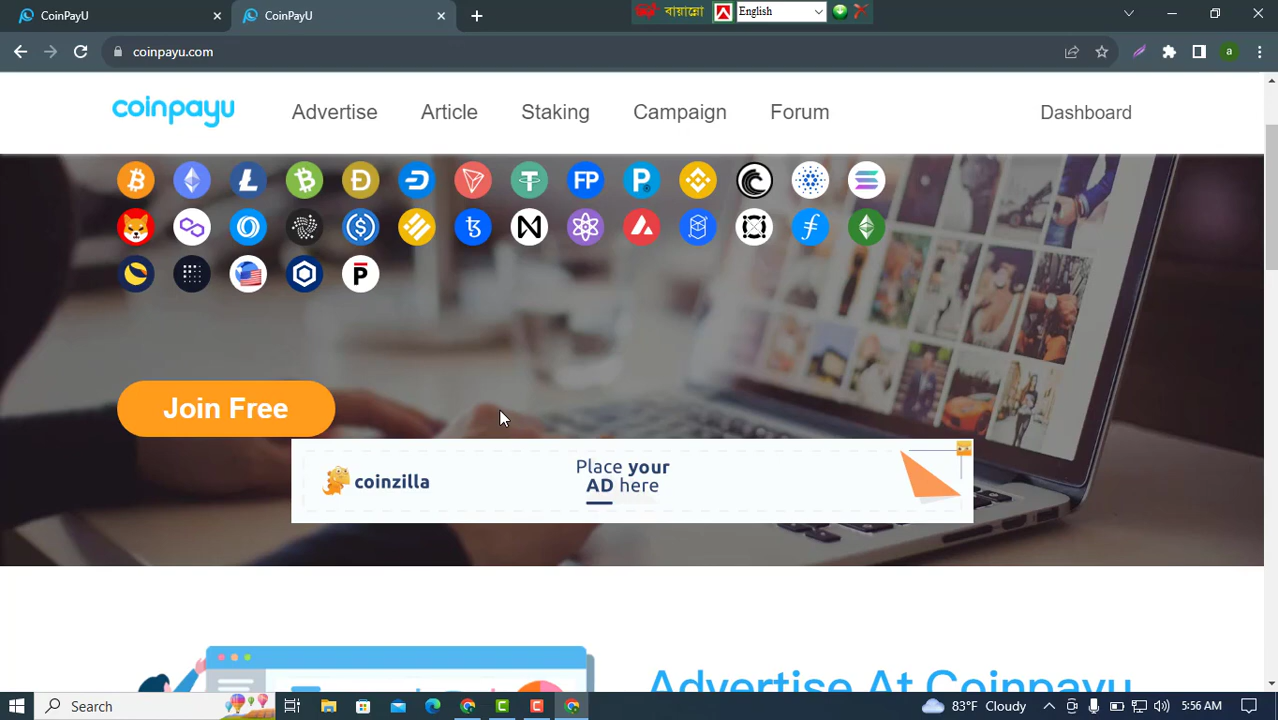 CoinPayU
CoinPayU
বায়ান্নো
English
coinpayu.com
coinpayu
Advertise
Article
Staking
Campaign
Forum
Dashboard
FP
Join Free
coinzilla
Place your
AD here
Advertise At Coinpayu
Search
83°F Cloudy
5:56 AM